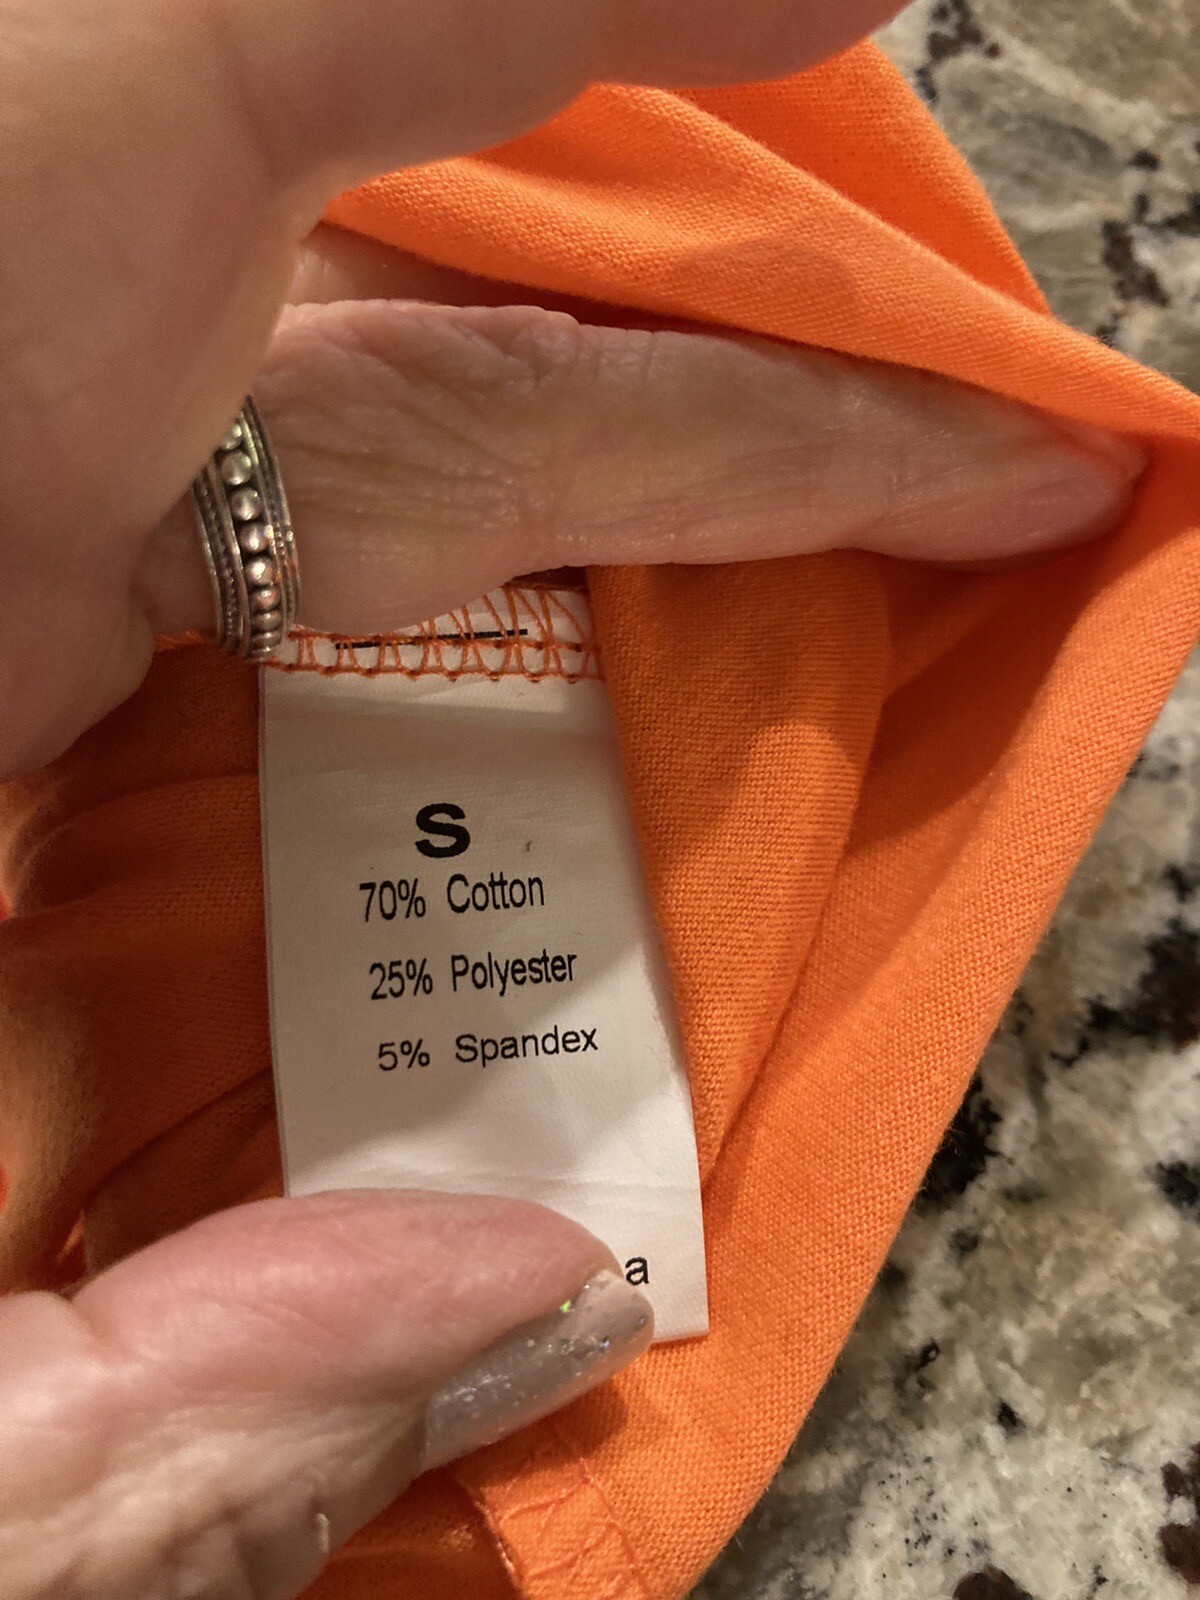 S
70% Cotton
25% Polyester
5% Spandex
a